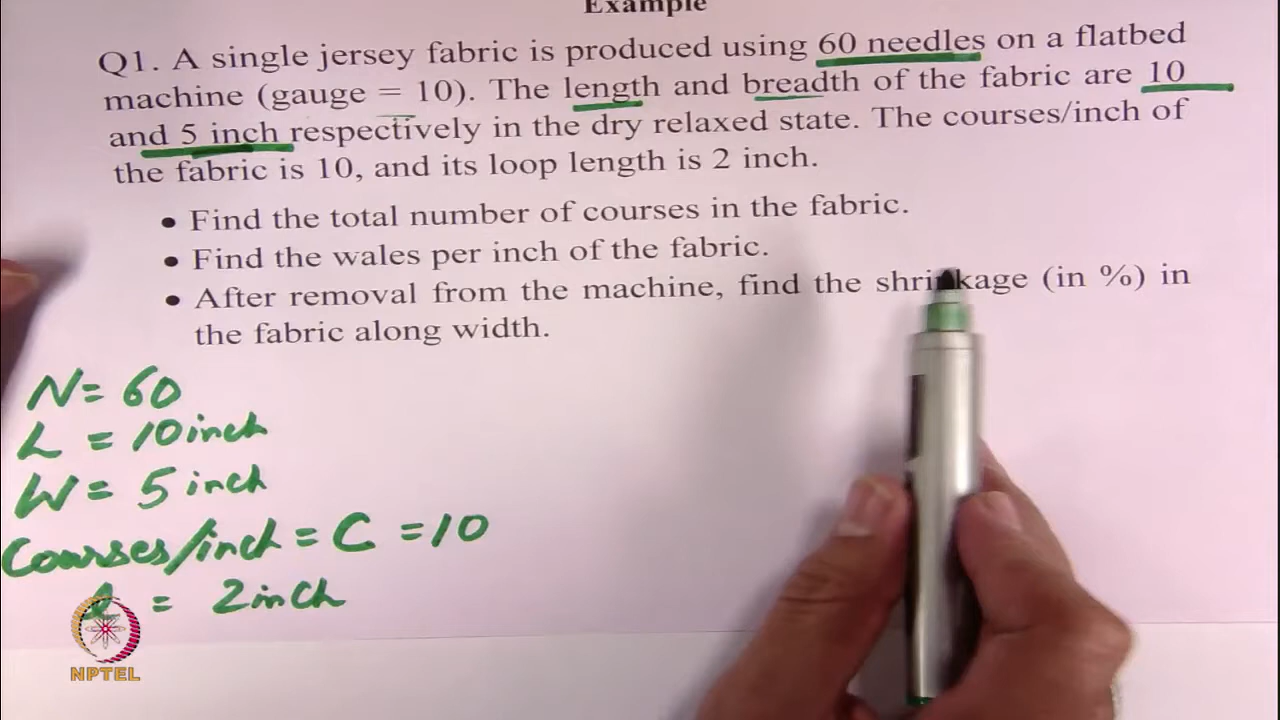 Example
Q1. A single jersey fabric is produced using 60 needles on a flatbed
machine (gauge = 10). The length and breadth of the fabric are 10
and 5 inch respectively in the dry relaxed state. The courses/inch of
the fabric is 10, and its loop length is 2 inch.
• Find the total number of courses in the fabric.
• Find the wales per inch of the fabric.
• After removal from the machine, find the shrinkage (in %) in
the fabric along width.
N = 60
L = 10 inch
W = 5 inch
Courses/inch = C = 10
l = 2 inch
NPTEL